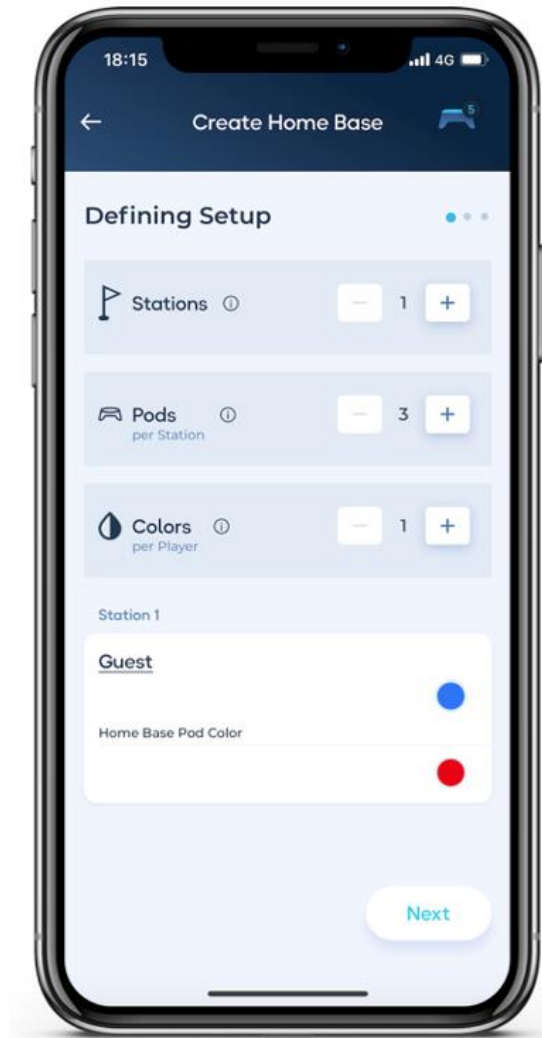 18:15
4G
Create Home Base
5
Defining Setup
Stations
1
Pods
3
per Station
Colors
1
per Player
Station 1
Guest
Home Base Pod Color
Next